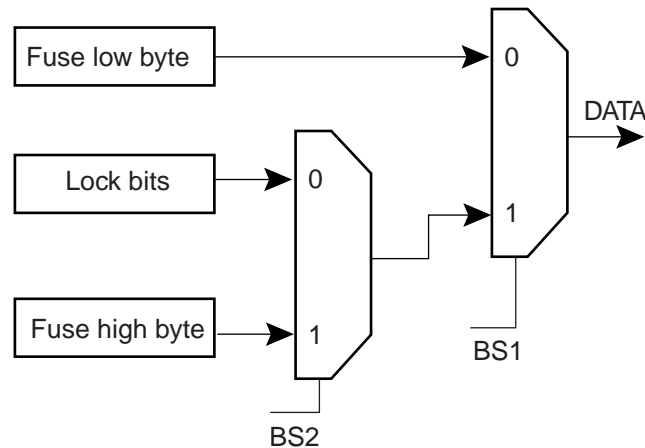 Fuse low byte
0
DATA
Lock bits
0
1
Fuse high byte
1
BS1
BS2